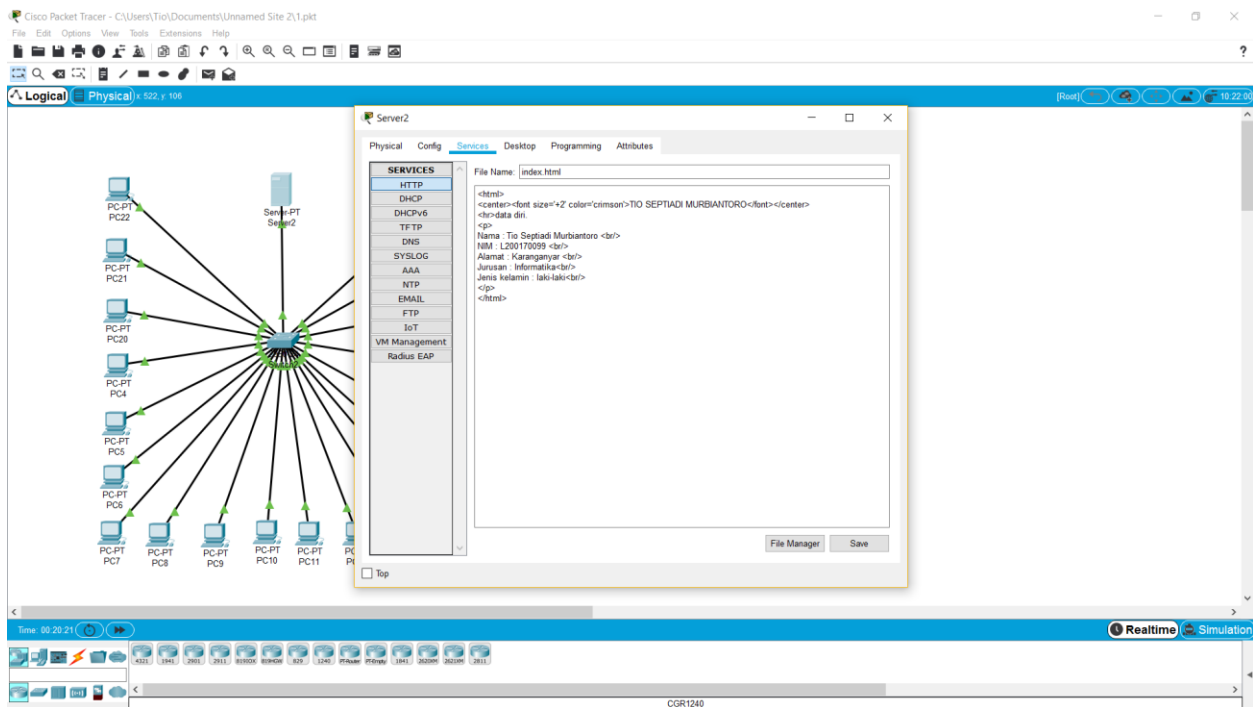 Cisco Packet Tracer - C:\Users\Tio\Documents\Unnamed Site 2\1.pkt
File Edit Options View Tools Extensions Help
?
Logical Physical x: 522, y: 106
[Root] 10:22:00
Server2
Physical Config Services Desktop Programming Attributes
SERVICES
HTTP
DHCP
DHCPv6
TFTP
DNS
SYSLOG
AAA
NTP
EMAIL
FTP
IoT
VM Management
Radius EAP
File Name: index.html
<html>
<center><font size='+2' color='crimson'>TIO SEPTIADI MURBIANTORO</font></center>
<hr>data diri.
<p>
Nama : Tio Septiadi Murbiantoro <br/>
NIM : L200170099 <br/>
Alamat : Karanganyar <br/>
Jurusan : Informatika<br/>
Jenis kelamin : laki-laki<br/>
</p>
</html>
File Manager Save
Top
PC-PT
PC22
Server-PT
Server2
PC-PT
PC21
PC-PT
PC20
Switch2
PC-PT
PC4
PC-PT
PC5
PC-PT
PC6
PC-PT
PC7
PC-PT
PC8
PC-PT
PC9
PC-PT
PC10
PC-PT
PC11
Time: 00:20:21
Realtime Simulation
4321 1941 2901 2911 819IOX 819HGW 829 1240 PT-Router PT-Empty 1841 2620XM 2621XM 2811
CGR1240